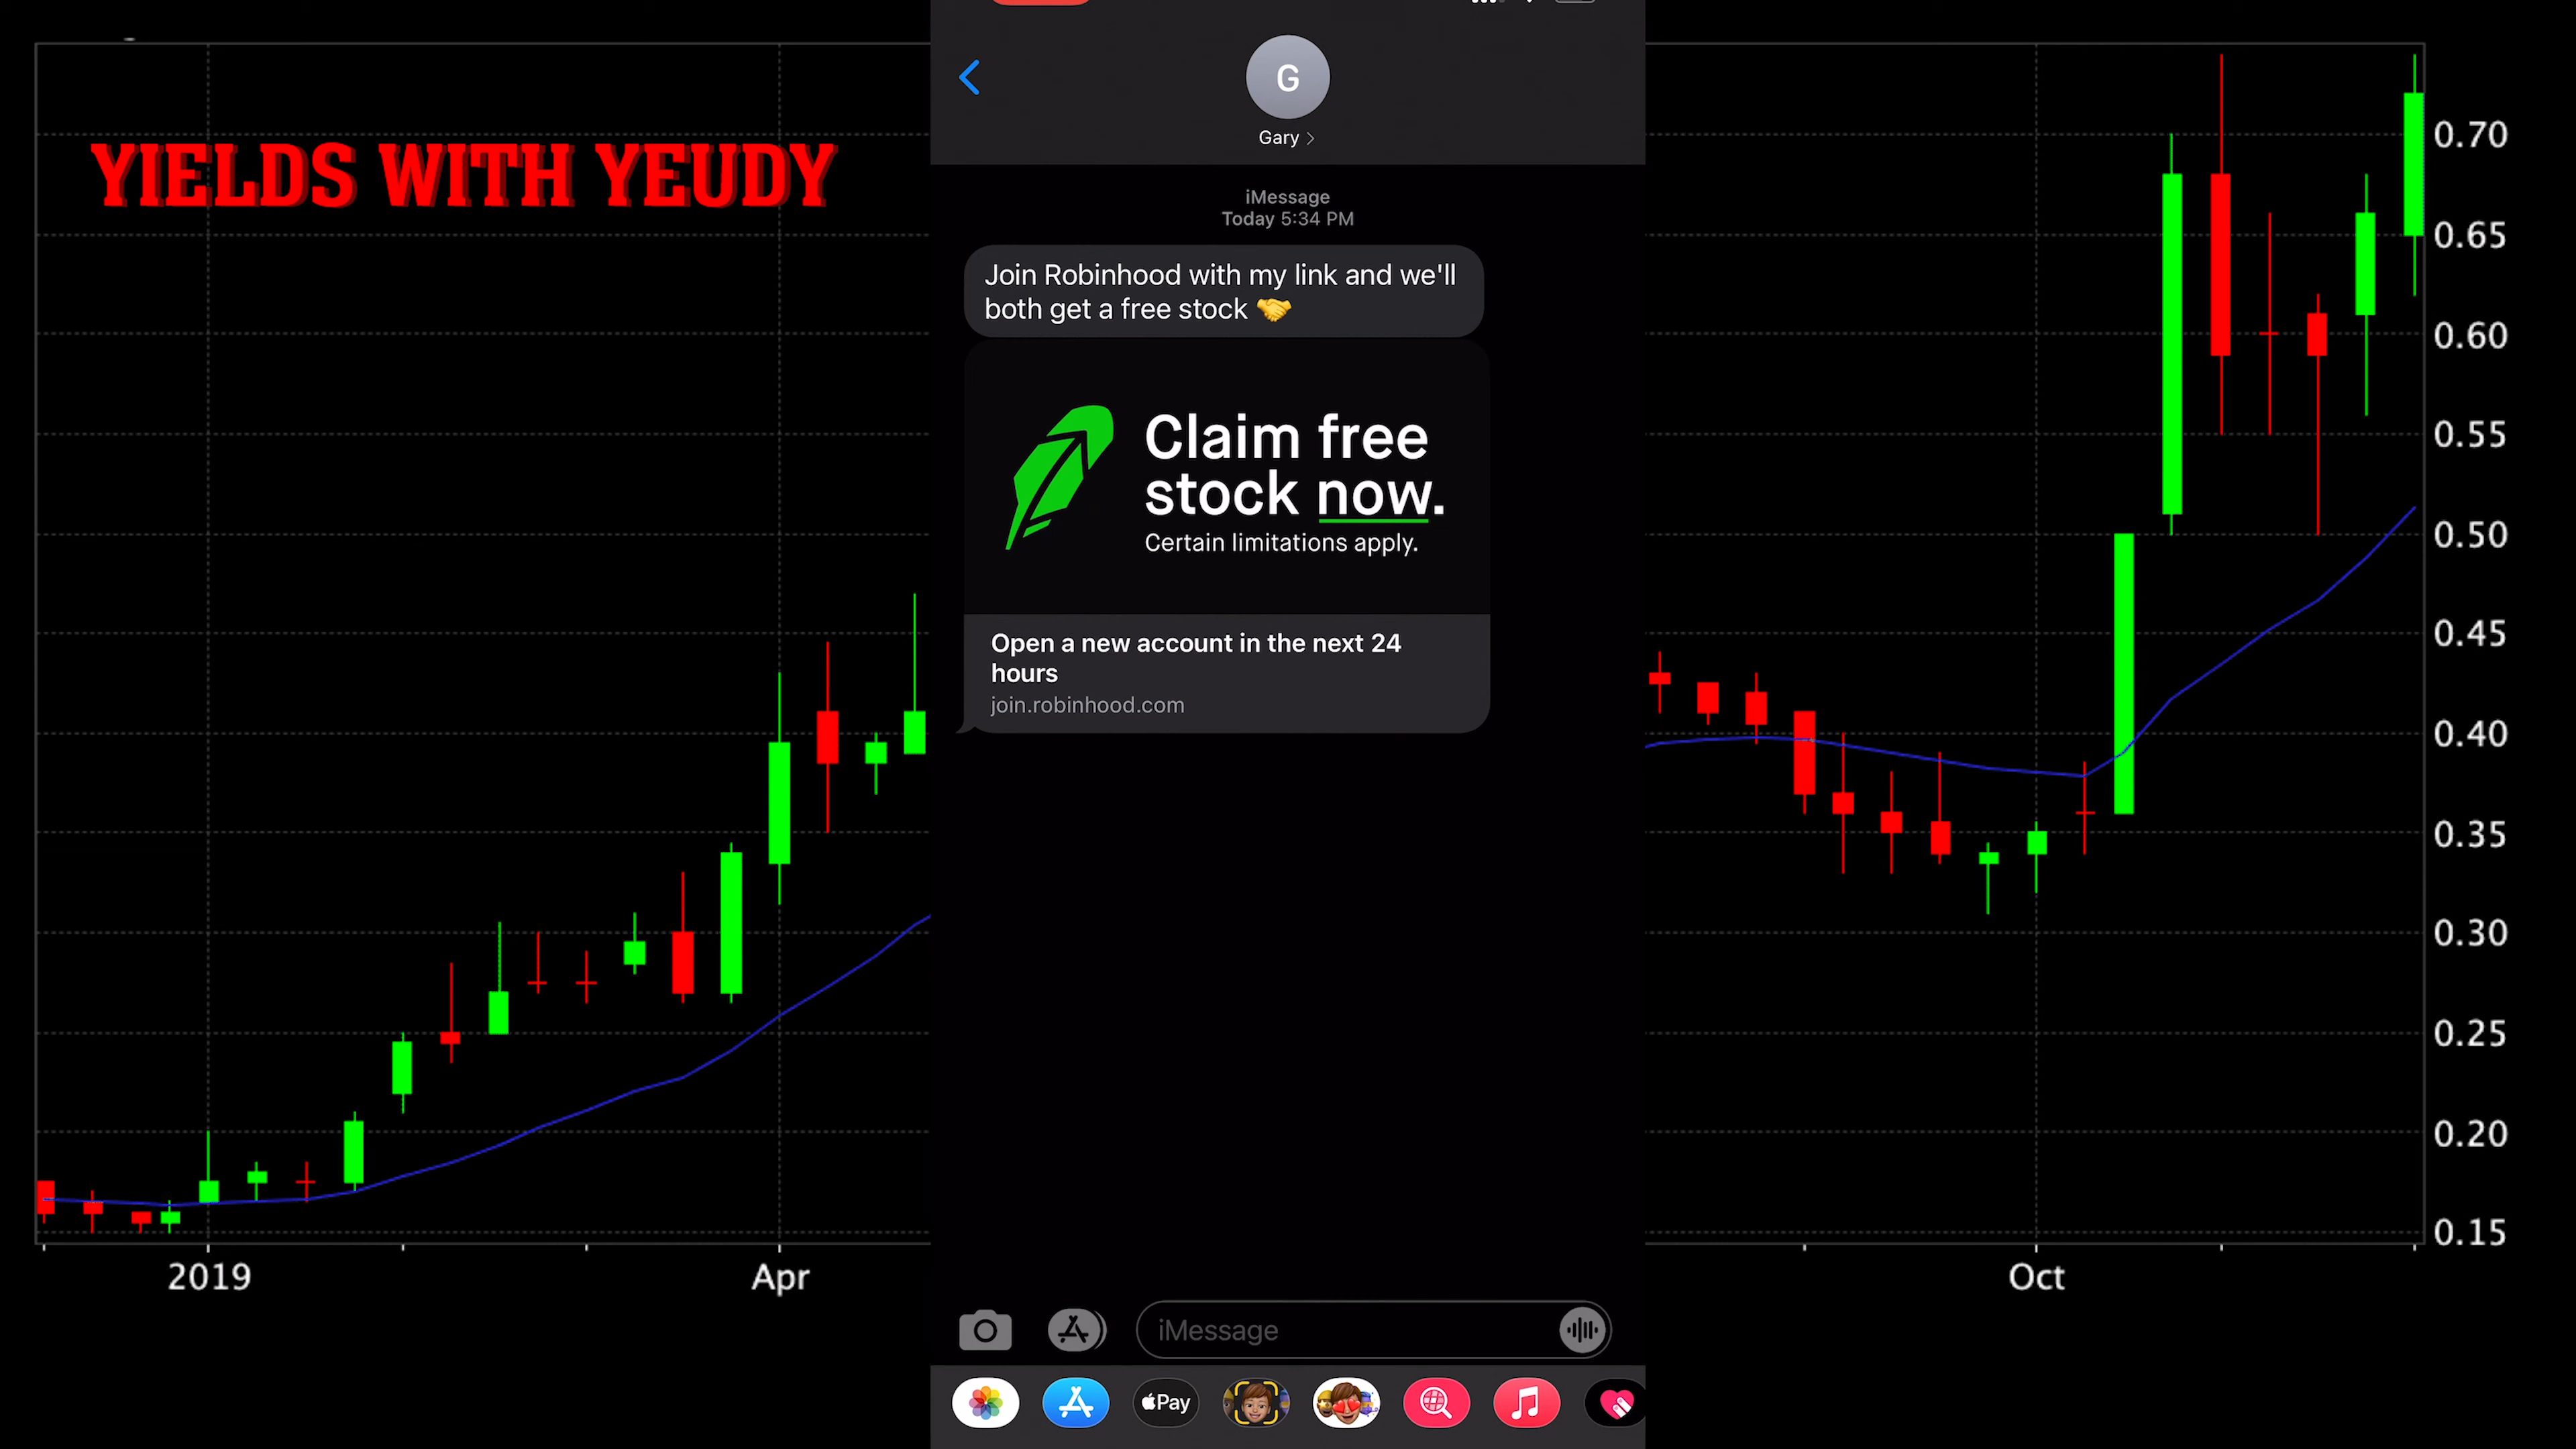 YIELDS WITH YEUDY
G
Gary
iMessage
Today 5:34 PM
Join Robinhood with my link and we'll
both get a free stock 🤝
Claim free
stock now.
Certain limitations apply.
Open a new account in the next 24
hours
join.robinhood.com
iMessage
Pay
0.70
0.65
0.60
0.55
0.50
0.45
0.40
0.35
0.30
0.25
0.20
0.15
2019
Apr
Oct